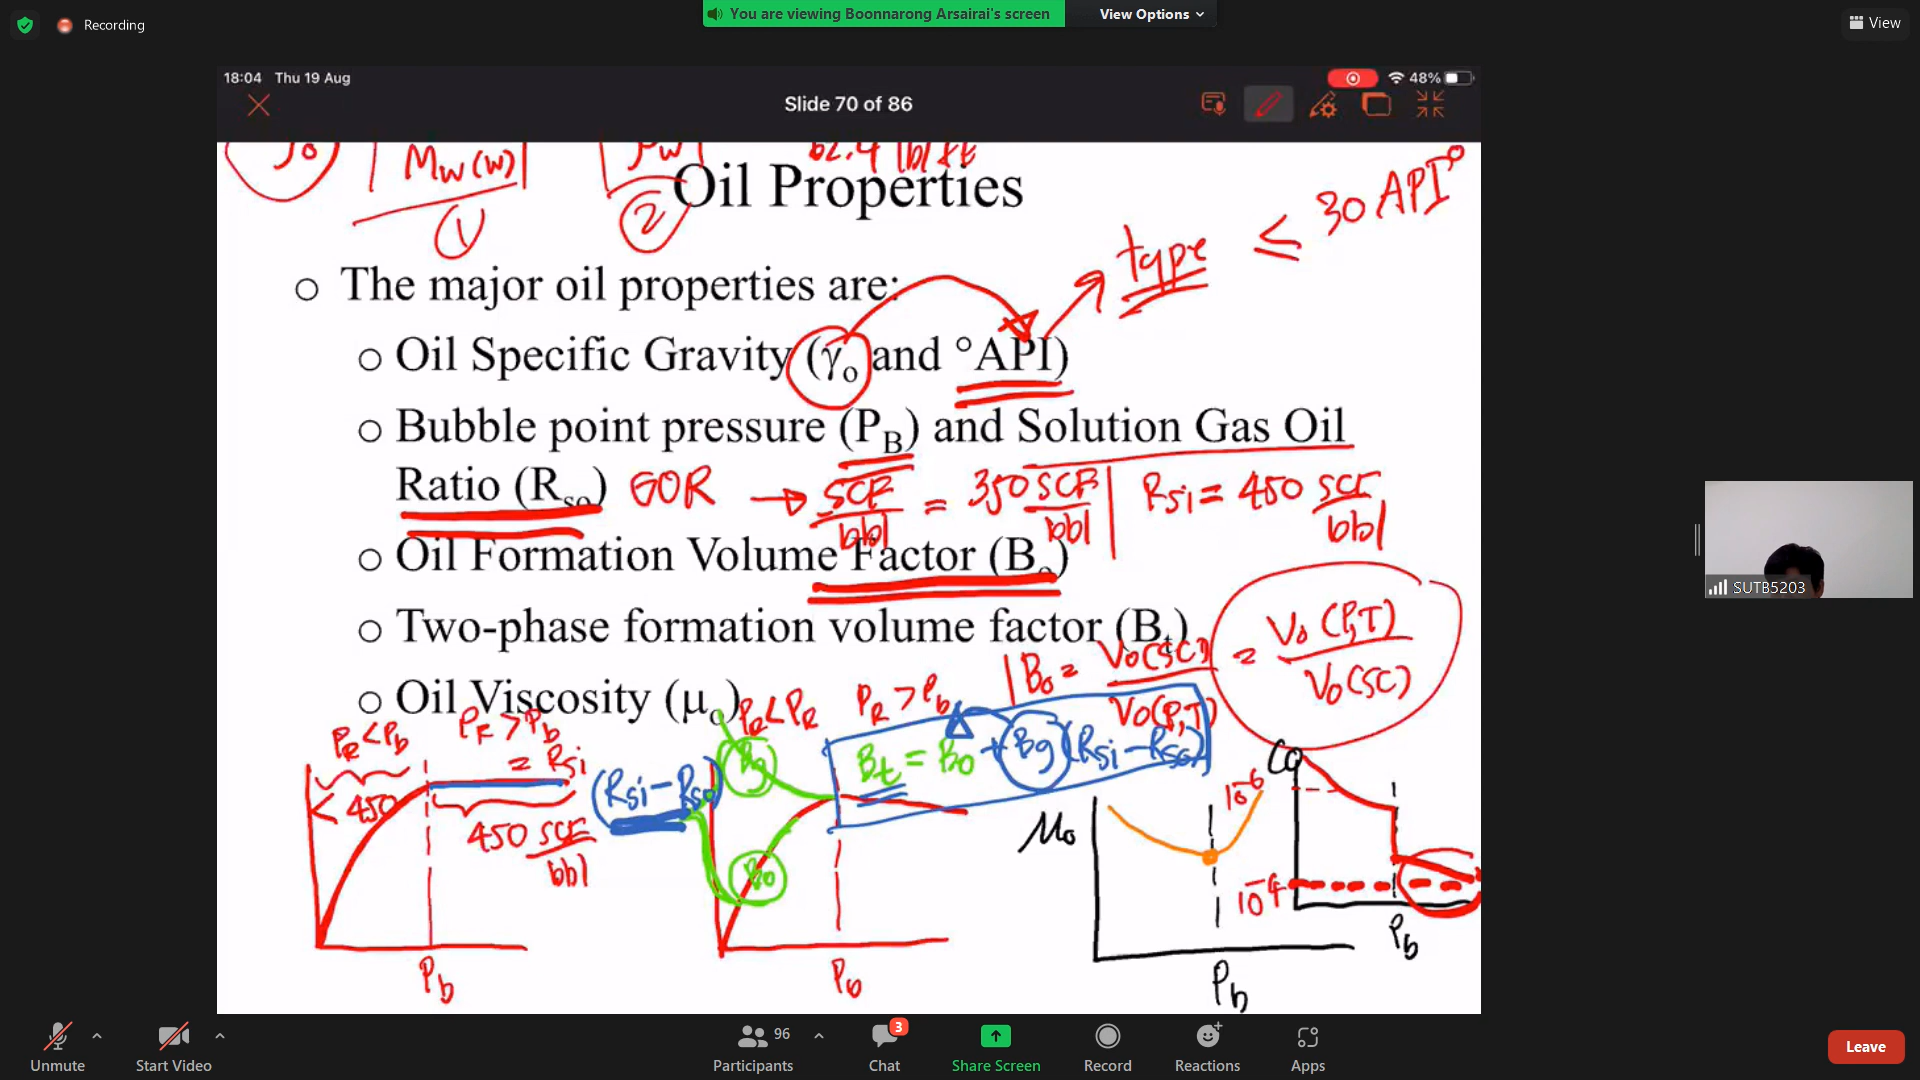 You are viewing Boonnarong Arsairai's screen
View Options
Recording
View
18:04 Thu 19 Aug
48%
Slide 70 of 86
Mw(w)
1
ρw
2
62.4 lb/ft
Oil Properties
type ≤ 30 API°
○ The major oil properties are:
○ Oil Specific Gravity (γo and °API)
○ Bubble point pressure (PB) and Solution Gas Oil
Ratio (Rso) GOR → SCF/bbl = 350 SCF/bbl | Rsi = 450 SCF/bbl
○ Oil Formation Volume Factor (Bo)
○ Two-phase formation volume factor (Bt)
Bo = Vo(SC)/Vo(P,T) = Vo(P,T)/Vo(SC)
○ Oil Viscosity (μo)
PR<Pb
PR>Pb
= Rsi
< 450
450 SCF/bbl
Pb
(Rsi-Rso)
PR<PR
PR>Pb
Bt = Bo + Bg(Rsi-Rso)
Bo
Pb
Mo
Pb
Co
10-6
10-4
Pb
SUTB5203
Unmute
Start Video
96
Participants
3
Chat
Share Screen
Record
Reactions
Apps
Leave